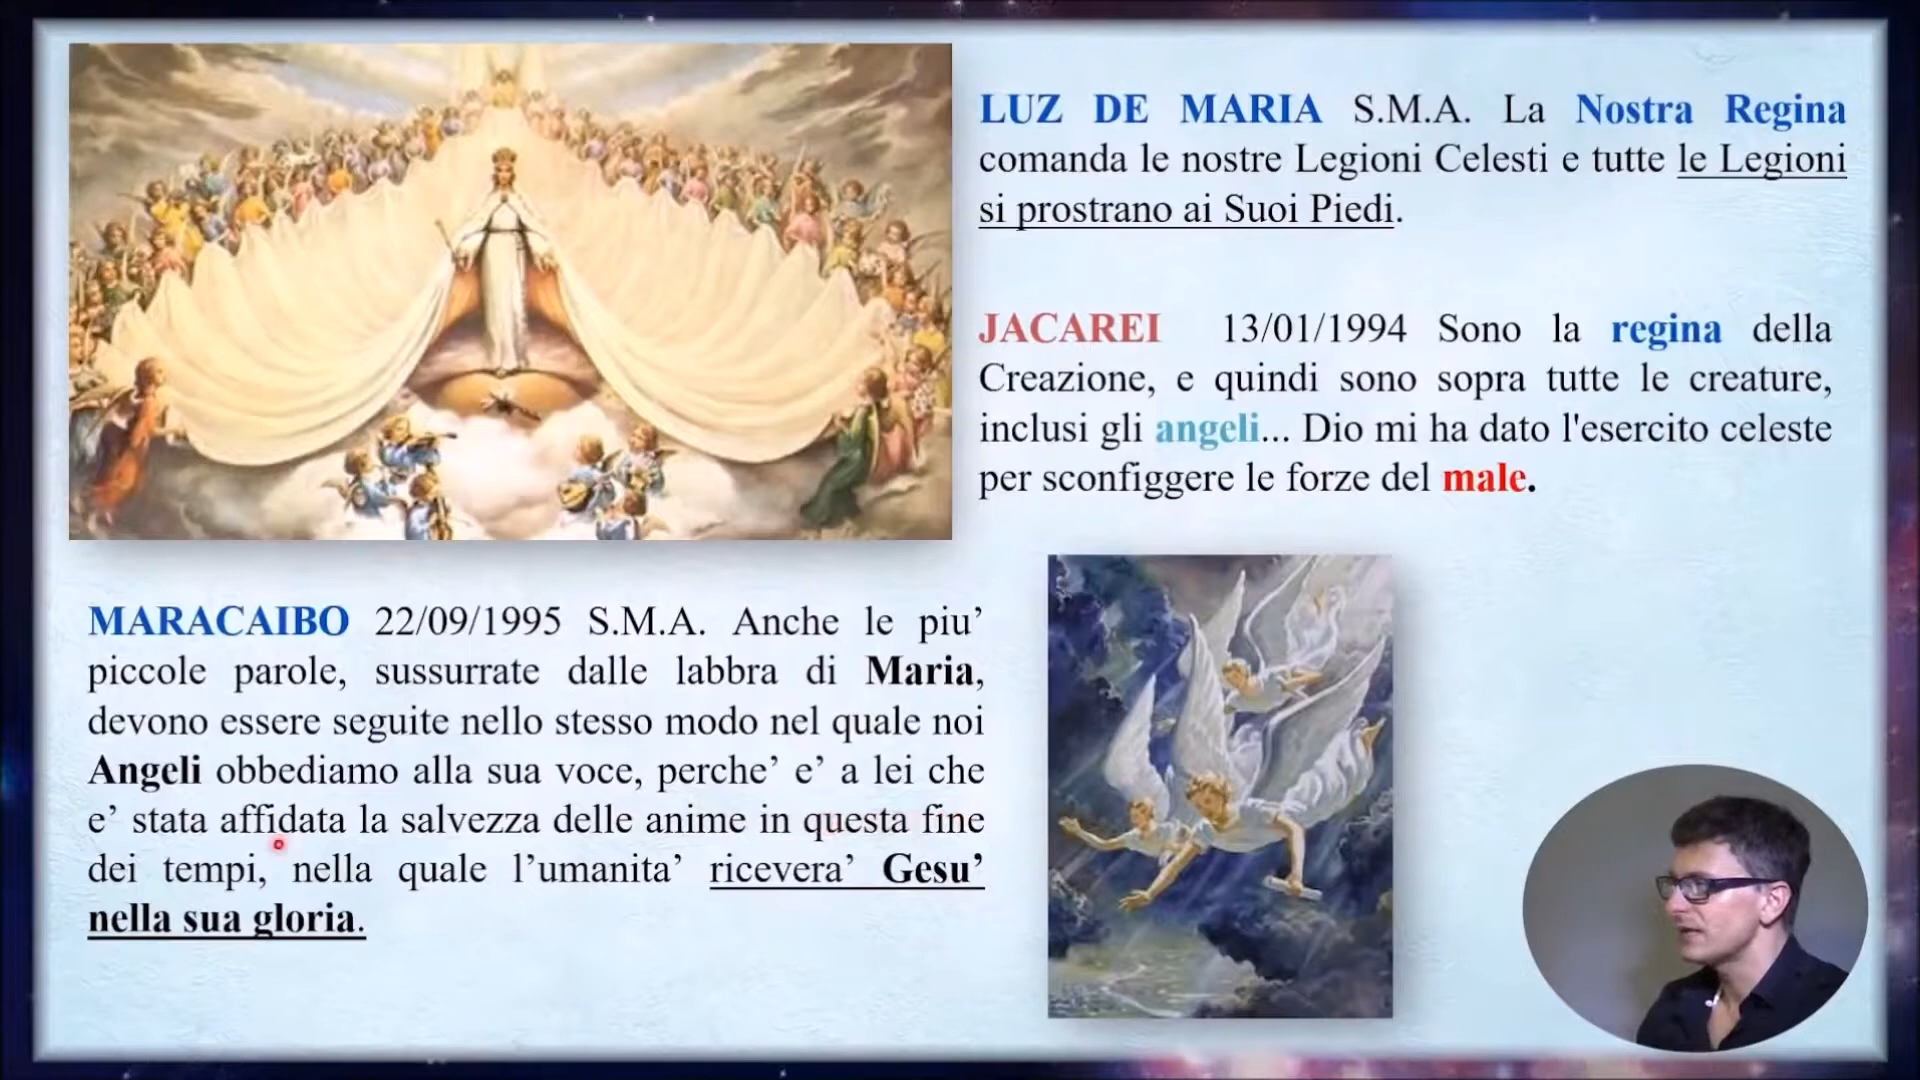 LUZ DE MARIA S.M.A. La Nostra Regina
comanda le nostre Legioni Celesti e tutte le Legioni
si prostrano ai Suoi Piedi.
JACAREI 13/01/1994 Sono la regina della
Creazione, e quindi sono sopra tutte le creature,
inclusi gli angeli... Dio mi ha dato l'esercito celeste
per sconfiggere le forze del male.
MARACAIBO 22/09/1995 S.M.A. Anche le piu’
piccole parole, sussurrate dalle labbra di Maria,
devono essere seguite nello stesso modo nel quale noi
Angeli obbediamo alla sua voce, perche’ e’ a lei che
e’ stata affidata la salvezza delle anime in questa fine
dei tempi, nella quale l’umanita’ ricevera’ Gesu’
nella sua gloria.